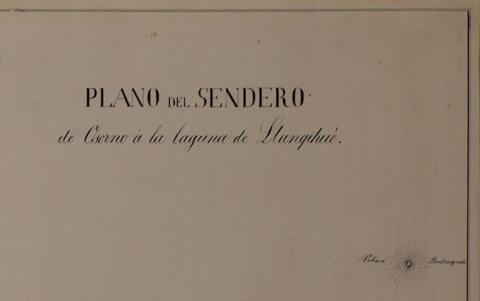 PLANO DEL SENDERO
de Osorno à la laguna de Llanquihué.
Volcan